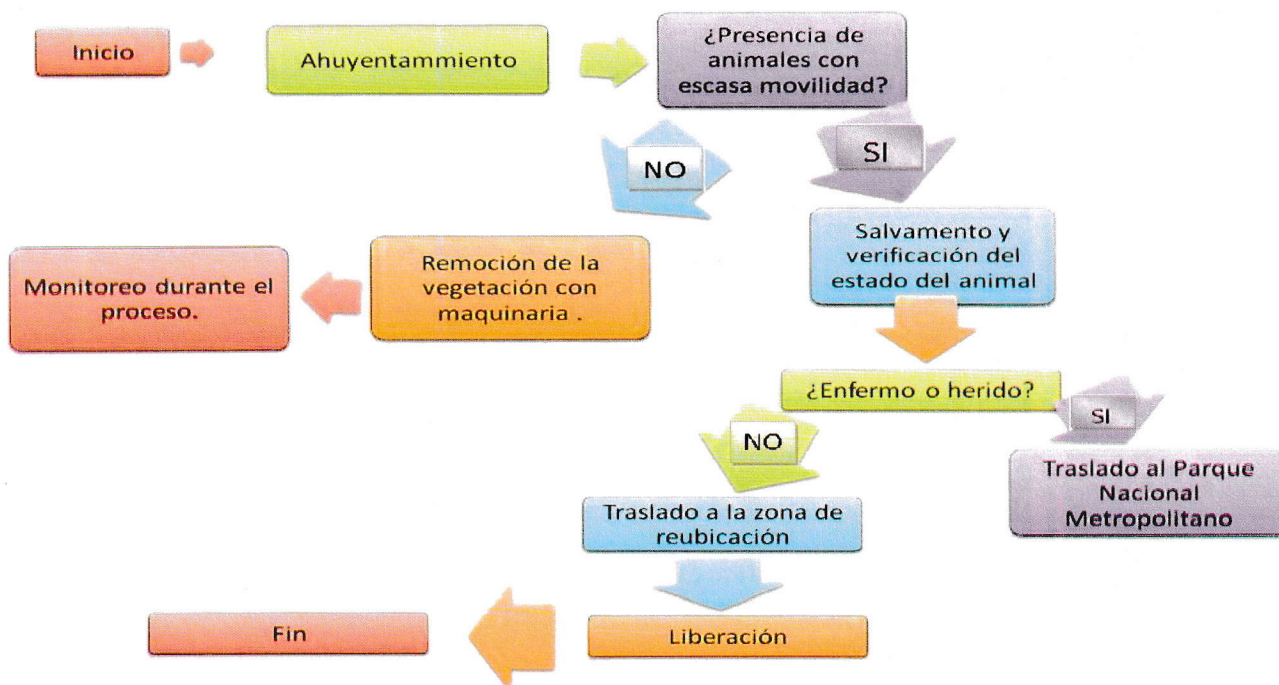 Inicio
Ahuyentammiento
¿Presencia de
animales con
escasa movilidad?
NO
SI
Salvamento y
verificación del
estado del animal
Remoción de la
vegetación con
maquinaria .
Monitoreo durante el
proceso.
¿Enfermo o herido?
NO
SI
Traslado al Parque
Nacional
Metropolitano
Traslado a la zona de
reubicación
Liberación
Fin